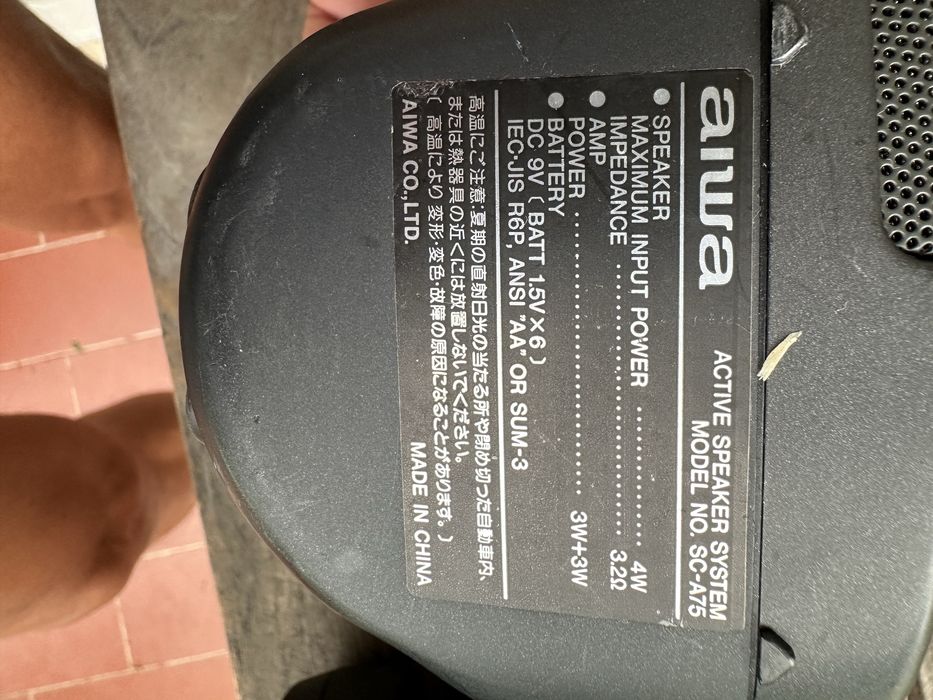 aiwa
ACTIVE SPEAKER SYSTEM
MODEL NO. SC-A75
● SPEAKER
MAXIMUM INPUT POWER ............ 4W
IMPEDANCE .............................. 3.2Ω
● AMP
POWER .............................. 3W+3W
● BATTERY
DC 9V ( BATT 1.5V×6 )
IEC·JIS R6P, ANSI "AA" OR SUM-3
高温にご注意:夏期の直射日光の当たる所や閉め切った自動車内、
または熱器具の近くには放置しないでください。
( 高温により変形・変色・故障の原因になることがあります。)
AIWA CO.,LTD.
MADE IN CHINA